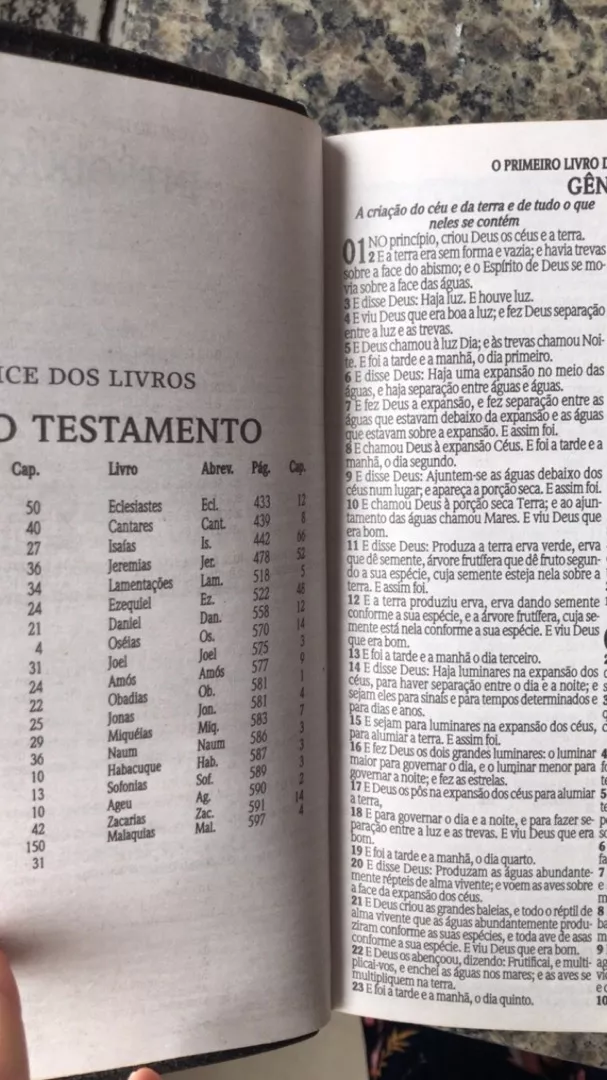 ICE DOS LIVROS
O TESTAMENTO
Cap. Livro Abrev. Pág. Cap.
50 Eclesiastes Ecl. 433 12
40 Cantares Cant. 439 8
27 Isaías Is. 442 66
36 Jeremias Jer. 478 52
34 Lamentações Lam. 518 5
24 Ezequiel Ez. 522 48
21 Daniel Dan. 558 12
4 Oséias Os. 570 14
31 Joel Joel 575 3
24 Amós Amós 577 9
22 Obadias Ob. 581 1
25 Jonas Jon. 581 4
29 Miquéias Miq. 583 7
36 Naum Naum 586 3
10 Habacuque Hab. 587 3
13 Sofonias Sof. 589 3
10 Ageu Ag. 590 2
42 Zacarias Zac. 591 14
150 Malaquias Mal. 597 4
31
O PRIMEIRO LIVRO D
GÊN
A criação do céu e da terra e de tudo o que
neles se contém
01 NO princípio, criou Deus os céus e a terra.
2 E a terra era sem forma e vazia; e havia trevas
sobre a face do abismo; e o Espírito de Deus se mo-
via sobre a face das águas.
3 E disse Deus: Haja luz. E houve luz.
4 E viu Deus que era boa a luz; e fez Deus separação
entre a luz e as trevas.
5 E Deus chamou à luz Dia; e às trevas chamou Noi-
te. E foi a tarde e a manhã, o dia primeiro.
6 E disse Deus: Haja uma expansão no meio das
águas, e haja separação entre águas e águas.
7 E fez Deus a expansão, e fez separação entre as
águas que estavam debaixo da expansão e as águas
que estavam sobre a expansão. E assim foi.
8 E chamou Deus à expansão Céus. E foi a tarde e a
manhã, o dia segundo.
9 E disse Deus: Ajuntem-se as águas debaixo dos
céus num lugar; e apareça a porção seca. E assim foi.
10 E chamou Deus à porção seca Terra; e ao ajun-
tamento das águas chamou Mares. E viu Deus que
era bom.
11 E disse Deus: Produza a terra erva verde, erva
que dê semente, árvore frutífera que dê fruto segun-
do a sua espécie, cuja semente esteja nela sobre a
terra. E assim foi.
12 E a terra produziu erva, erva dando semente
conforme a sua espécie, e a árvore frutífera, cuja se-
mente está nela conforme a sua espécie. E viu Deus
que era bom.
13 E foi a tarde e a manhã o dia terceiro.
14 E disse Deus: Haja luminares na expansão dos
céus, para haver separação entre o dia e a noite; e
sejam eles para sinais e para tempos determinados e
para dias e anos.
15 E sejam para luminares na expansão dos céus,
para alumiar a terra. E assim foi.
16 E fez Deus os dois grandes luminares: o luminar
maior para governar o dia, e o luminar menor para
governar a noite; e fez as estrelas.
17 E Deus os pôs na expansão dos céus para alumiar
a terra,
18 E para governar o dia e a noite, e para fazer se-
paração entre a luz e as trevas. E viu Deus que era
bom.
19 E foi a tarde e a manhã, o dia quarto.
20 E disse Deus: Produzam as águas abundante-
mente répteis de alma vivente; e voem as aves sobre
a face da expansão dos céus.
21 E Deus criou as grandes baleias, e todo o réptil de
alma vivente que as águas abundantemente produ-
ziram conforme as suas espécies, e toda ave de asas
conforme a sua espécie. E viu Deus que era bom.
22 E Deus os abençoou, dizendo: Frutificai, e multi-
plicai-vos, e enchei as águas nos mares; e as aves se
multipliquem na terra.
23 E foi a tarde e a manhã, o dia quinto.